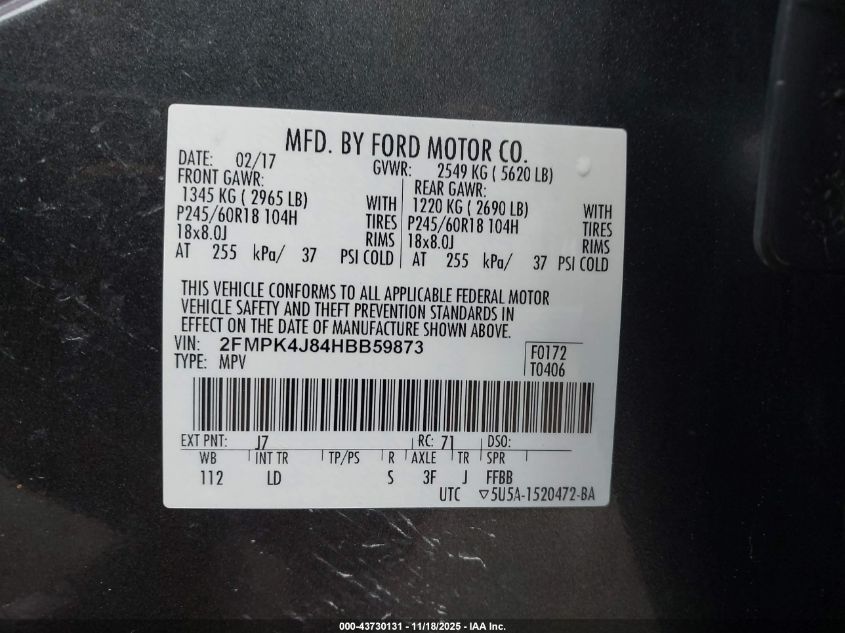 MFD. BY FORD MOTOR CO.
DATE: 02/17 GVWR: 2549 KG ( 5620 LB)
FRONT GAWR: REAR GAWR:
1345 KG ( 2965 LB) WITH 1220 KG ( 2690 LB) WITH
P245/60R18 104H TIRES P245/60R18 104H TIRES
18x8.0J RIMS 18x8.0J RIMS
AT 255 kPa/ 37 PSI COLD AT 255 kPa/ 37 PSI COLD
THIS VEHICLE CONFORMS TO ALL APPLICABLE FEDERAL MOTOR
VEHICLE SAFETY AND THEFT PREVENTION STANDARDS IN
EFFECT ON THE DATE OF MANUFACTURE SHOWN ABOVE.
VIN: 2FMPK4J84HBB59873
TYPE: MPV
F0172
T0406
EXT PNT: J7 RC: 71 DSO:
WB INT TR TP/PS R AXLE TR SPR
112 LD S 3F J FFBB
UTC ▽5U5A-1520472-BA
000-43730131 - 11/18/2025 - IAA Inc.